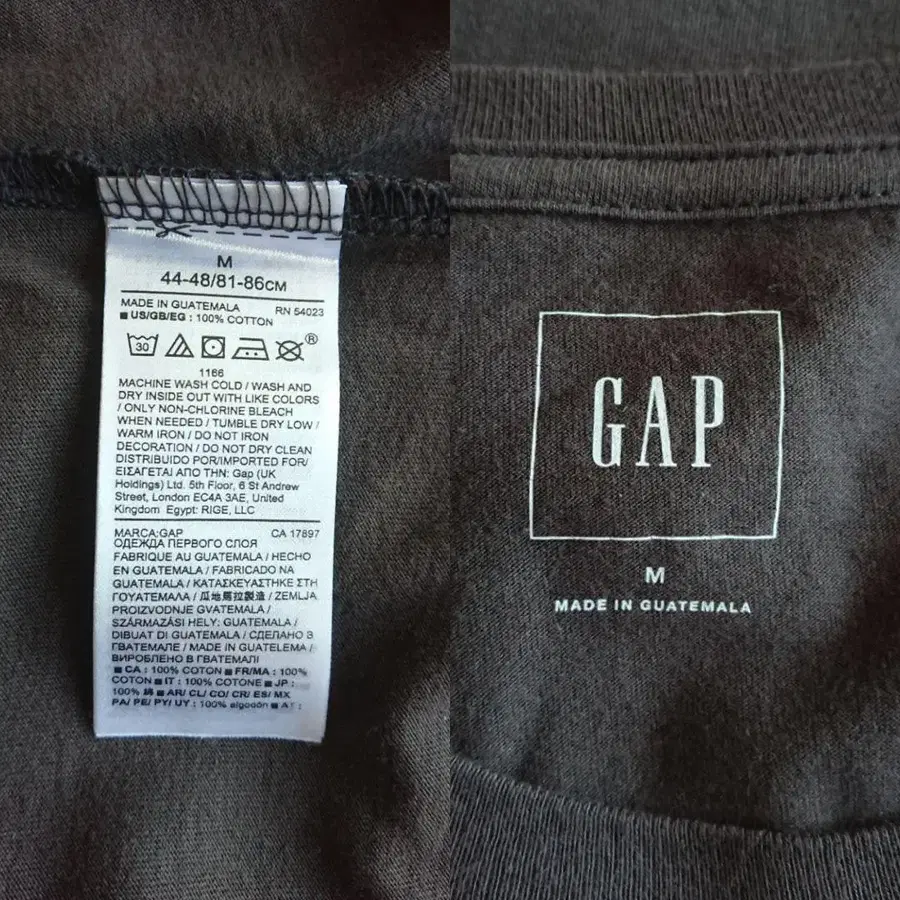 M
44-48/81-86CM
MADE IN GUATEMALA RN 54023
■ US/GB/EG : 100% COTTON
30
®
1166
MACHINE WASH COLD / WASH AND
DRY INSIDE OUT WITH LIKE COLORS
/ ONLY NON-CHLORINE BLEACH
WHEN NEEDED / TUMBLE DRY LOW /
WARM IRON / DO NOT IRON
DECORATION / DO NOT DRY CLEAN
DISTRIBUIDO POR/IMPORTED FOR/
ΕΙΣΑΓΕΤΑΙ ΑΠΟ ΤΗΝ: Gap (UK
Holdings) Ltd. 5th Floor, 6 St Andrew
Street, London EC4A 3AE, United
Kingdom Egypt: RIGE, LLC
MARCA:GAP CA 17897
ОДЕЖДА ПЕРВОГО СЛОЯ
FABRIQUE AU GUATEMALA / HECHO
EN GUATEMALA / FABRICADO NA
GUATEMALA / ΚΑΤΑΣΚΕΥΑΣΤΗΚΕ ΣΤΗ
ΓΟΥΑΤΕΜΑΛΑ / 瓜地馬拉製造 / ZEMLJA
PROIZVODNJE GVATEMALA /
SZÁRMAZÁSI HELY: GUATEMALA /
DIBUAT DI GUATEMALA / СДЕЛАНО В
ГВАТЕМАЛЕ / MADE IN GUATELEMA /
ВИРОБЛЕНО В ГВАТЕМАЛІ
■ CA : 100% COTON ■ FR/MA : 100%
COTON ■ IT : 100% COTONE ■ JP :
100% 綿 ■ AR/ CL/ CO/ CR/ ES/ MX
PA/ PE/ PY/ UY : 100% algodón ■
GAP
M
MADE IN GUATEMALA